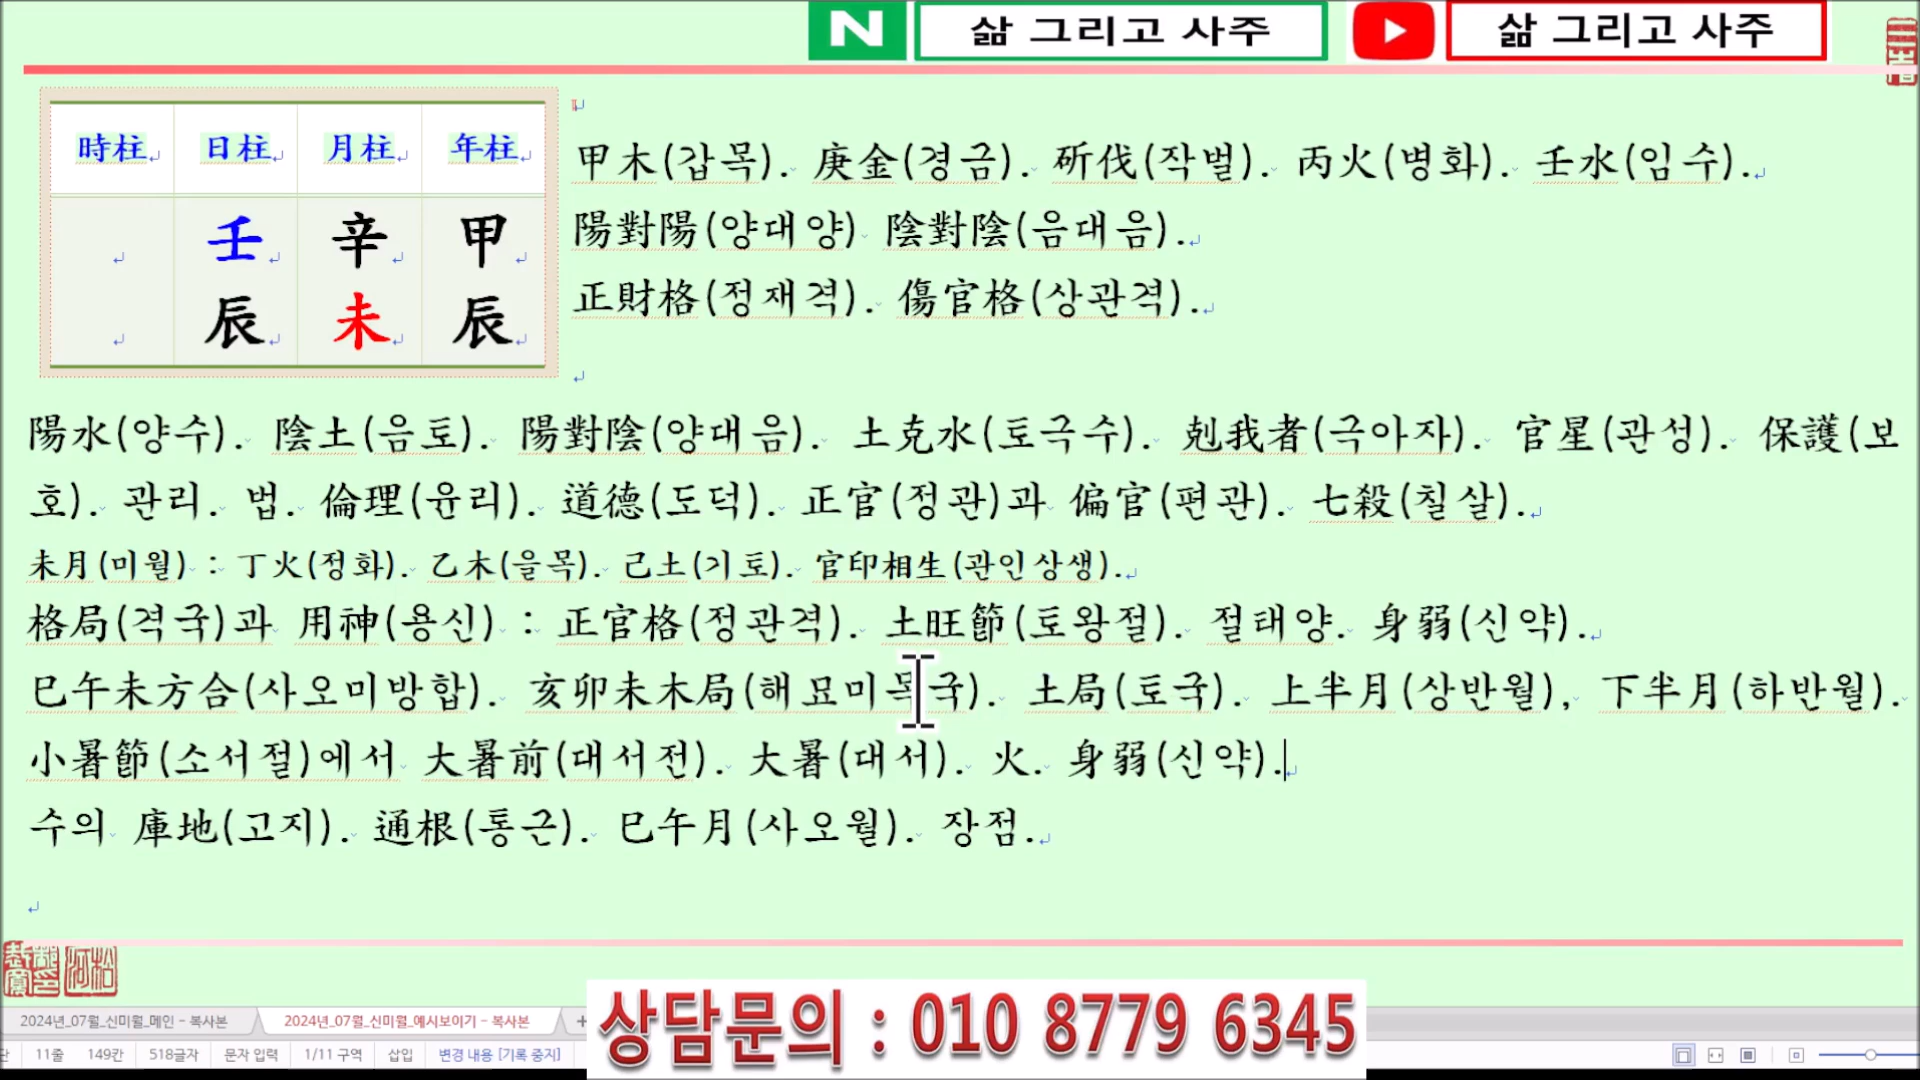 N 삶 그리고 사주 삶 그리고 사주
時柱 日柱 月柱 年柱
壬 辛 甲
辰 未 辰
甲木(갑목). 庚金(경금). 斫伐(작벌). 丙火(병화). 壬水(임수).
陽對陽(양대양) 陰對陰(음대음).
正財格(정재격). 傷官格(상관격).
陽水(양수). 陰土(음토). 陽對陰(양대음). 土克水(토극수). 剋我者(극아자). 官星(관성). 保護(보
호). 관리. 법. 倫理(윤리). 道德(도덕). 正官(정관)과 偏官(편관). 七殺(칠살).
未月(미월) : 丁火(정화). 乙木(을목). 己土(기토). 官印相生(관인상생).
格局(격국)과 用神(용신) : 正官格(정관격). 土旺節(토왕절). 절태양. 身弱(신약).
巳午未方合(사오미방합). 亥卯未木局(해묘미목국). 土局(토국). 上半月(상반월), 下半月(하반월).
小暑節(소서절)에서 大暑前(대서전). 大暑(대서). 火. 身弱(신약).
수의 庫地(고지). 通根(통근). 巳午月(사오월). 장점.
2024년_07월_신미월_메인 - 복사본 2024년_07월_신미월_예시보이기 - 복사본 +
단 11줄 149칸 518글자 문자 입력 1/11 구역 삽입 변경 내용 [기록 중지]
상담문의 : 010 8779 6345